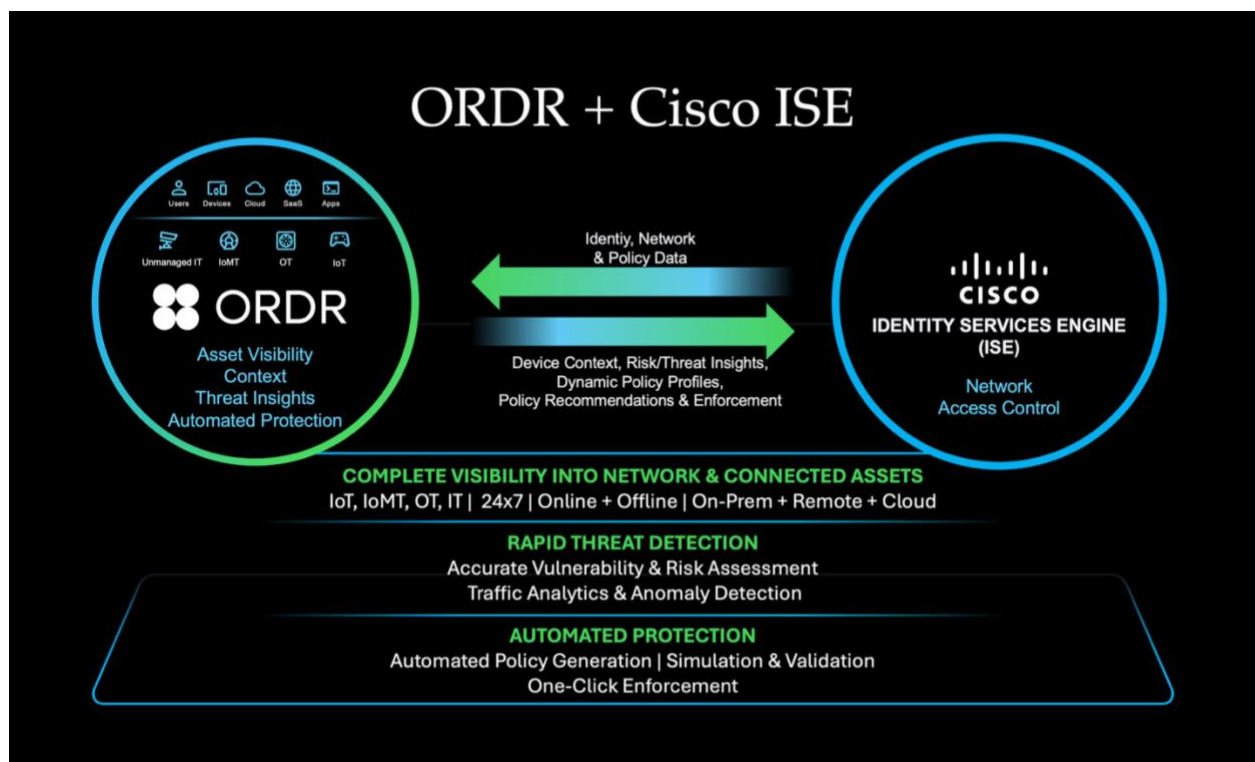 ORDR + Cisco ISE
Users Devices Cloud SaaS Apps
Unmanaged IT IoMT OT IoT
ORDR
Asset Visibility
Context
Threat Insights
Automated Protection
Identiy, Network
& Policy Data
Device Context, Risk/Threat Insights,
Dynamic Policy Profiles,
Policy Recommendations & Enforcement
CISCO
IDENTITY SERVICES ENGINE
(ISE)
Network
Access Control
COMPLETE VISIBILITY INTO NETWORK & CONNECTED ASSETS
IoT, IoMT, OT, IT | 24x7 | Online + Offline | On-Prem + Remote + Cloud
RAPID THREAT DETECTION
Accurate Vulnerability & Risk Assessment
Traffic Analytics & Anomaly Detection
AUTOMATED PROTECTION
Automated Policy Generation | Simulation & Validation
One-Click Enforcement